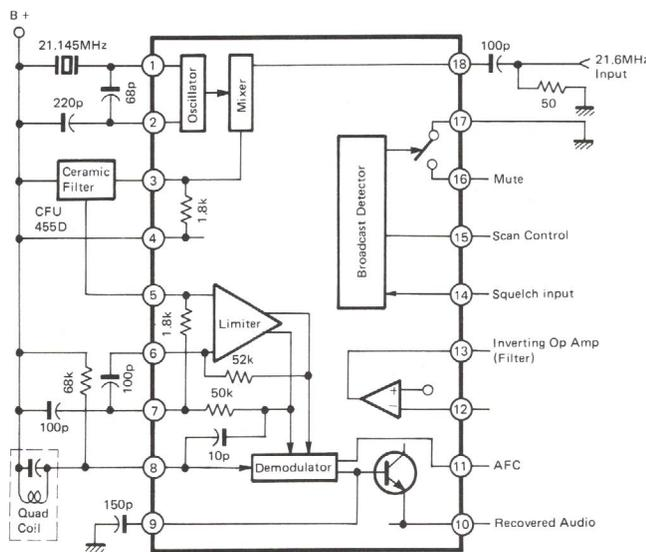 B +
21.145MHz
1
220p
68p
2
Oscillator
Mixer
18
100p
21.6MHz
Input
50
17
Ceramic
Filter
CFU
455D
3
1.8k
4
Broadcast Detector
16
Mute
15
Scan Control
5
14
Squelch input
1.8k
Limiter
6
52k
13
Inverting Op Amp
(Filter)
68k
100p
100p
7
50k
+
−
12
10p
8
Demodulator
11
AFC
Quad
Coil
150p
9
10
Recovered Audio